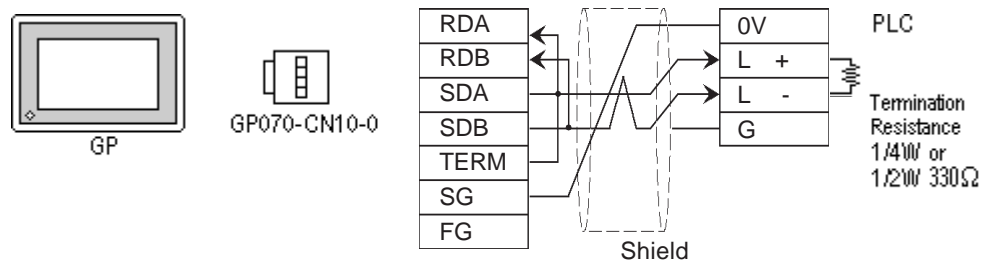 GP
GP070-CN10-0
RDA
RDB
SDA
SDB
TERM
SG
FG
Shield
0V
L +
L -
G
PLC
Termination
Resistance
1/4W or
1/2W 330Ω